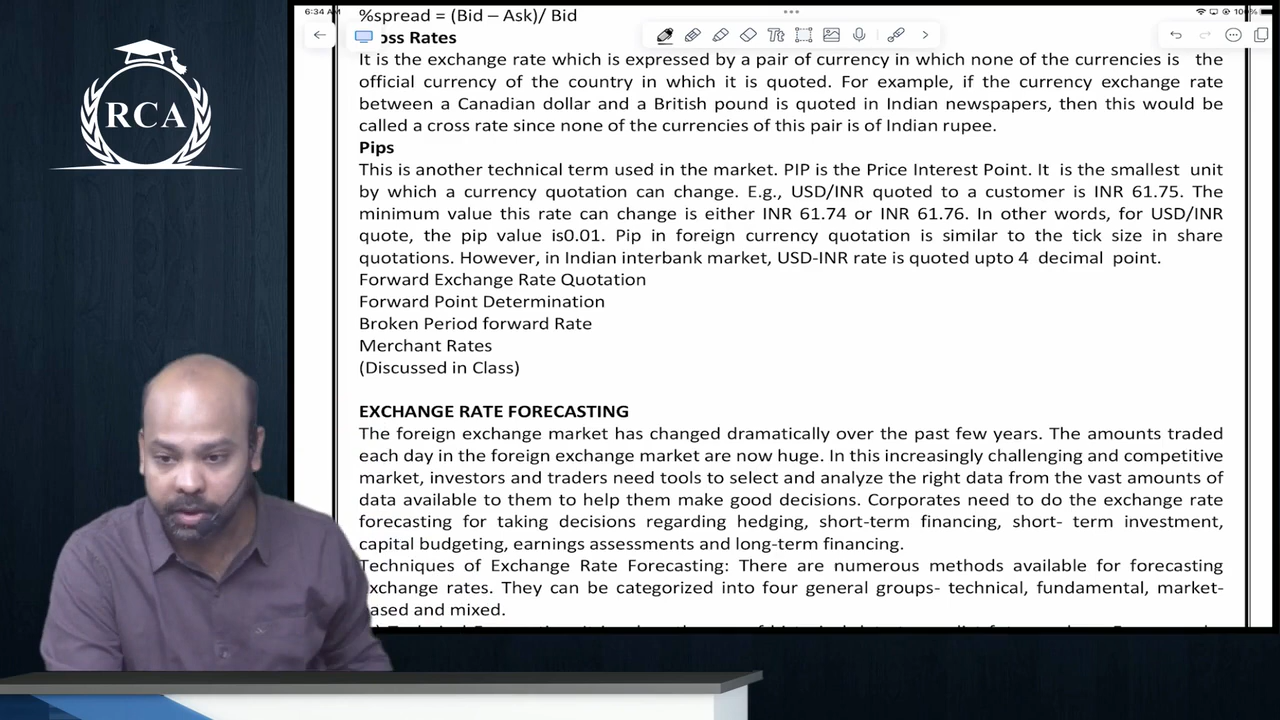 6:34 A
%spread = (Bid – Ask)/ Bid
oss Rates
It is the exchange rate which is expressed by a pair of currency in which none of the currencies is the
official currency of the country in which it is quoted. For example, if the currency exchange rate
between a Canadian dollar and a British pound is quoted in Indian newspapers, then this would be
called a cross rate since none of the currencies of this pair is of Indian rupee.
Pips
This is another technical term used in the market. PIP is the Price Interest Point. It is the smallest unit
by which a currency quotation can change. E.g., USD/INR quoted to a customer is INR 61.75. The
minimum value this rate can change is either INR 61.74 or INR 61.76. In other words, for USD/INR
quote, the pip value is0.01. Pip in foreign currency quotation is similar to the tick size in share
quotations. However, in Indian interbank market, USD-INR rate is quoted upto 4 decimal point.
Forward Exchange Rate Quotation
Forward Point Determination
Broken Period forward Rate
Merchant Rates
(Discussed in Class)
EXCHANGE RATE FORECASTING
The foreign exchange market has changed dramatically over the past few years. The amounts traded
each day in the foreign exchange market are now huge. In this increasingly challenging and competitive
market, investors and traders need tools to select and analyze the right data from the vast amounts of
data available to them to help them make good decisions. Corporates need to do the exchange rate
forecasting for taking decisions regarding hedging, short-term financing, short- term investment,
capital budgeting, earnings assessments and long-term financing.
Techniques of Exchange Rate Forecasting: There are numerous methods available for forecasting
xchange rates. They can be categorized into four general groups- technical, fundamental, market-
ased and mixed.
RCA